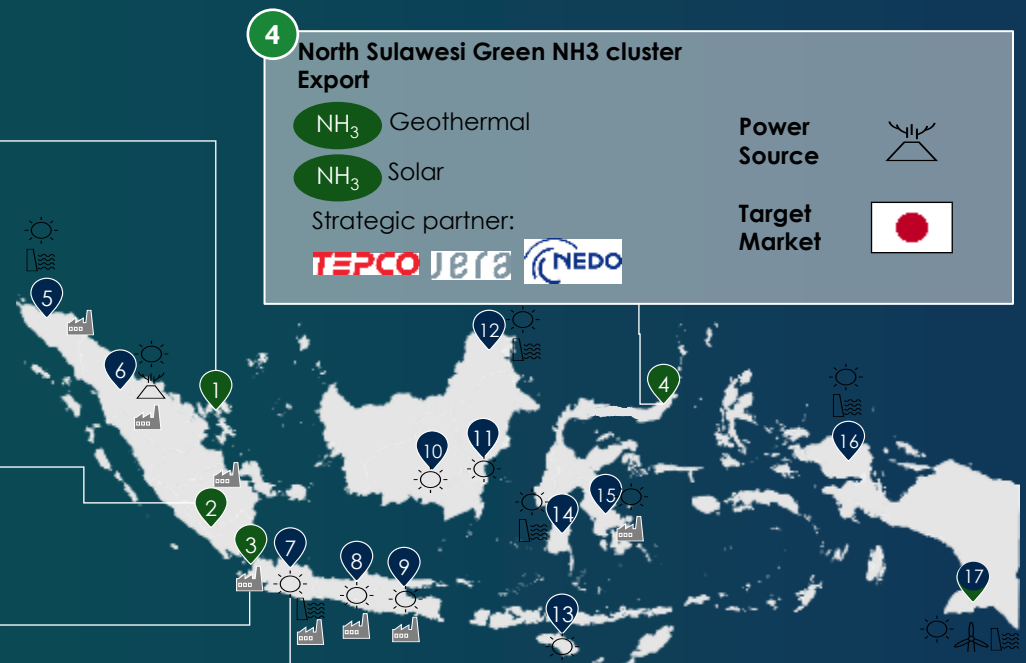 4
North Sulawesi Green NH3 cluster
Export
NH₃ Geothermal
NH₃ Solar
Strategic partner:
TEPCO Jera NEDO
Power
Source
Target
Market
5
12
6
1
4
10
11
16
2
15
14
3
7
8
9
13
17